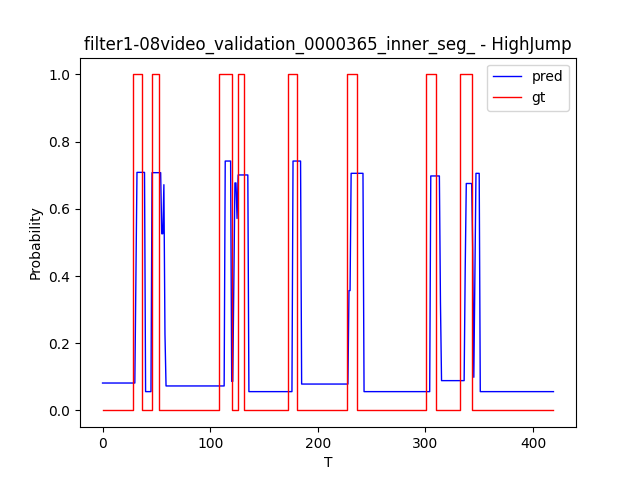 filter1-08video_validation_0000365_inner_seg_ - HighJump
pred
gt
1.0
0.8
0.6
0.4
0.2
0.0
Probability
0 100 200 300 400
T